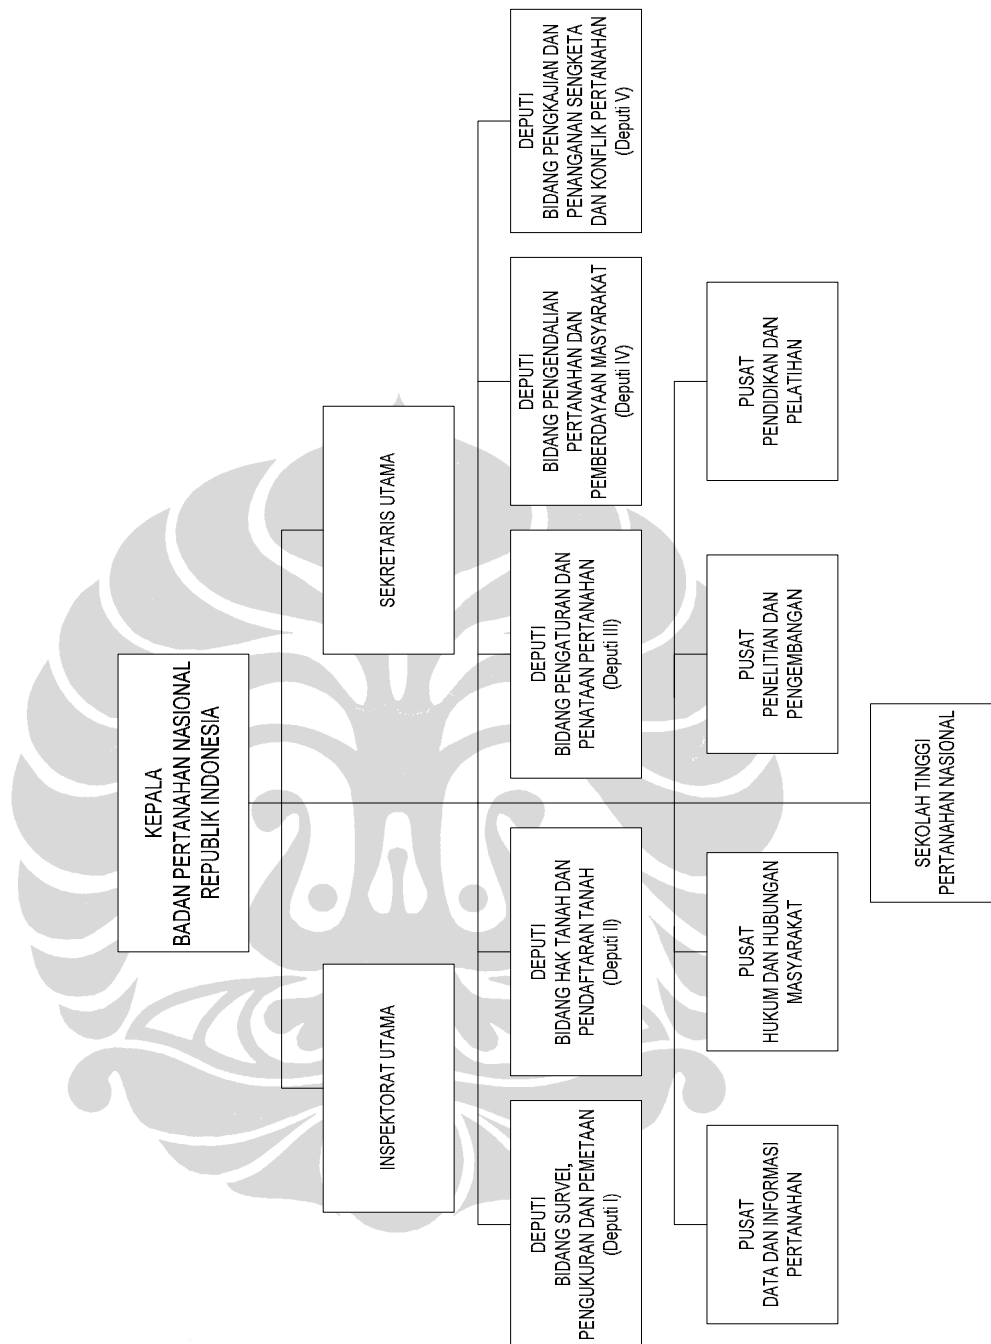 KEPALA
BADAN PERTANAHAN NASIONAL
REPUBLIK INDONESIA
INSPEKTORAT UTAMA
SEKRETARIS UTAMA
DEPUTI
BIDANG SURVEI,
PENGUKURAN DAN PEMETAAN
(Deputi I)
DEPUTI
BIDANG HAK TANAH DAN
PENDAFTARAN TANAH
(Deputi II)
DEPUTI
BIDANG PENGATURAN DAN
PENATAAN PERTANAHAN
(Deputi III)
DEPUTI
BIDANG PENGENDALIAN
PERTANAHAN DAN
PEMBERDAYAAN MASYARAKAT
(Deputi IV)
DEPUTI
BIDANG PENGKAJIAN DAN
PENANGANAN SENGKETA
DAN KONFLIK PERTANAHAN
(Deputi V)
PUSAT
DATA DAN INFORMASI
PERTANAHAN
PUSAT
HUKUM DAN HUBUNGAN
MASYARAKAT
PUSAT
PENELITIAN DAN
PENGEMBANGAN
PUSAT
PENDIDIKAN DAN
PELATIHAN
SEKOLAH TINGGI
PERTANAHAN NASIONAL